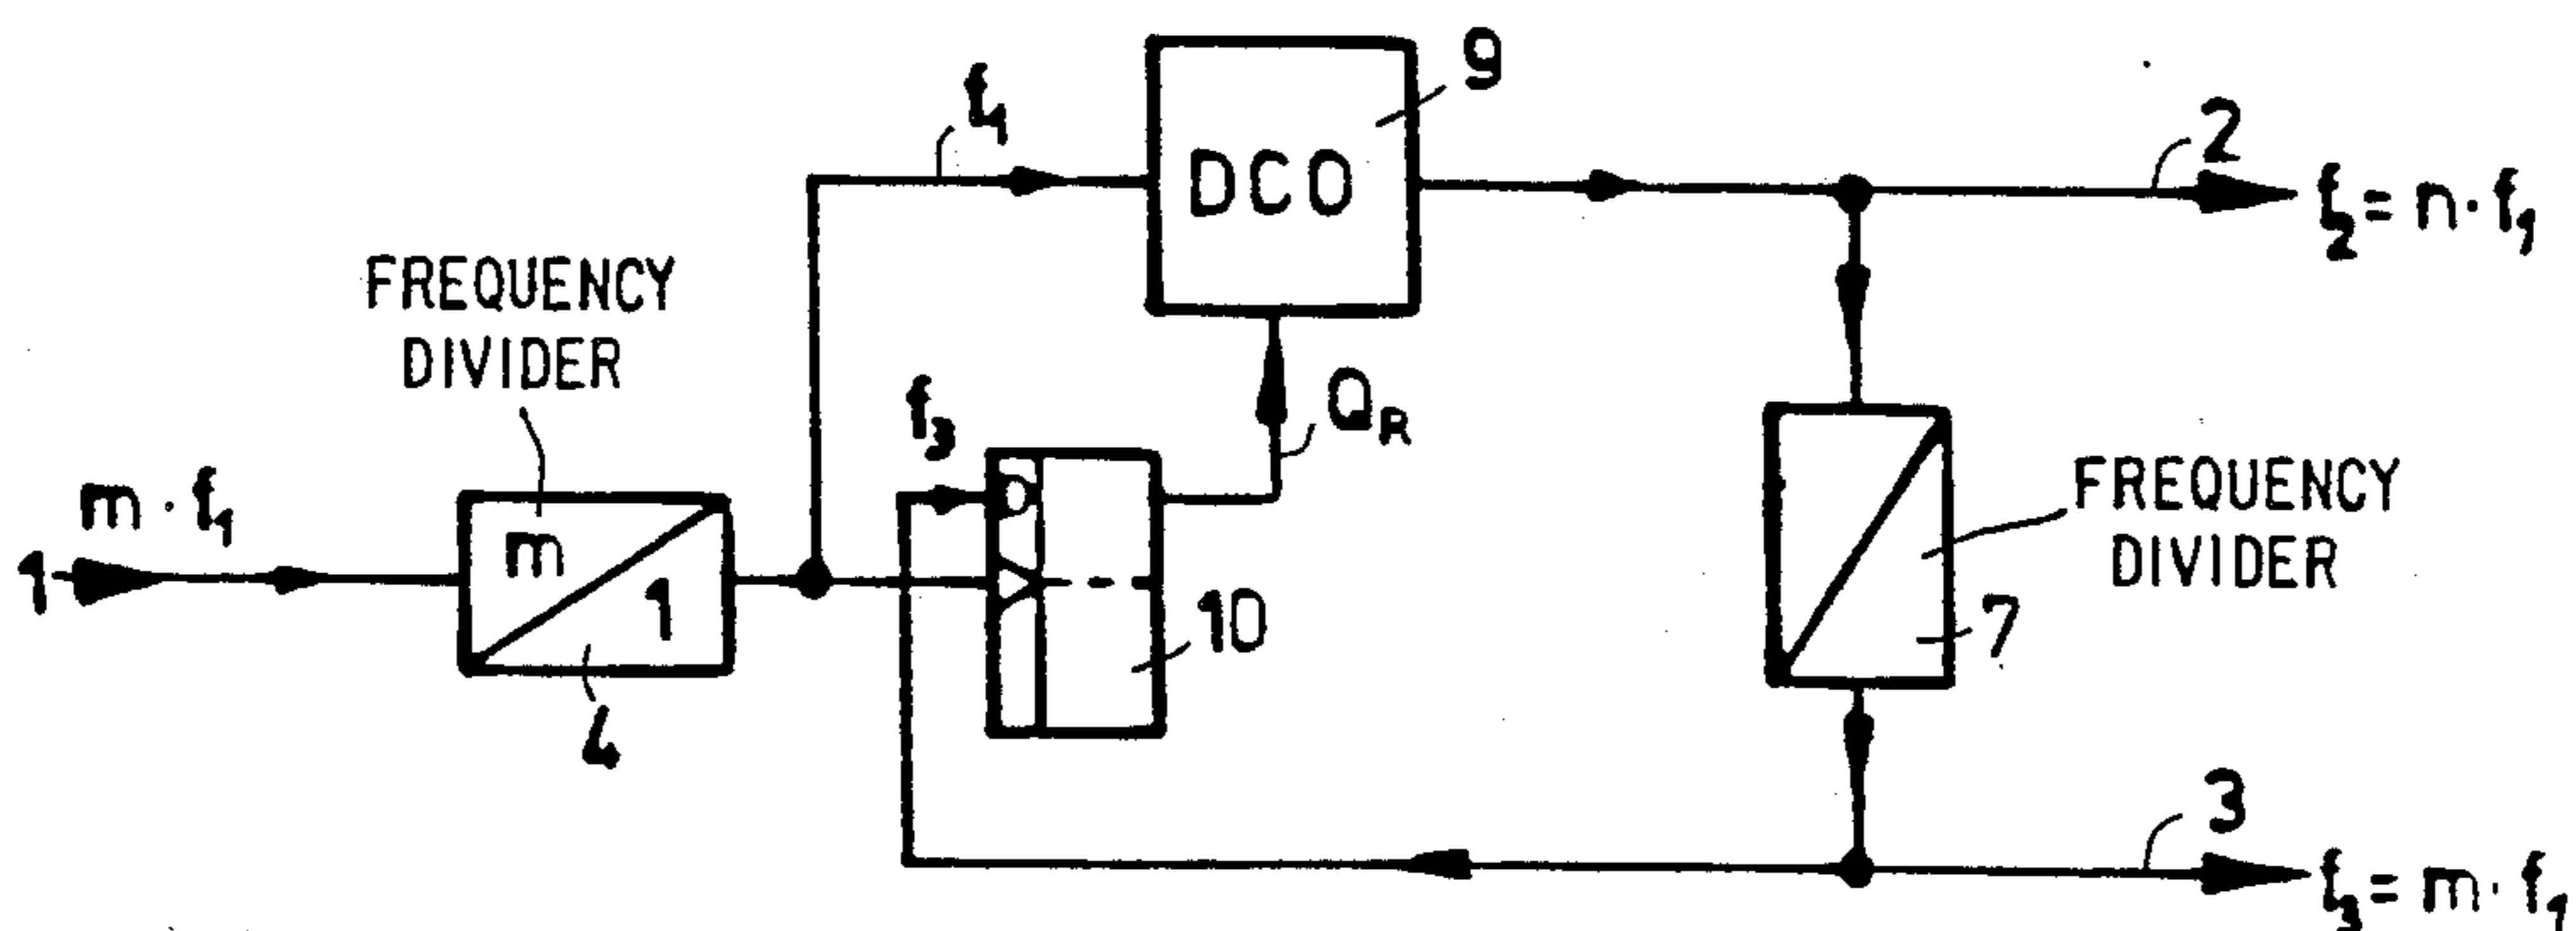 9
f₁
DCO
2
f₂ = n · f₁
FREQUENCY
DIVIDER
Q_R
f₃
m · f₁
1
m
1
4
D
10
FREQUENCY
DIVIDER
7
3
f₃ = m · f₁